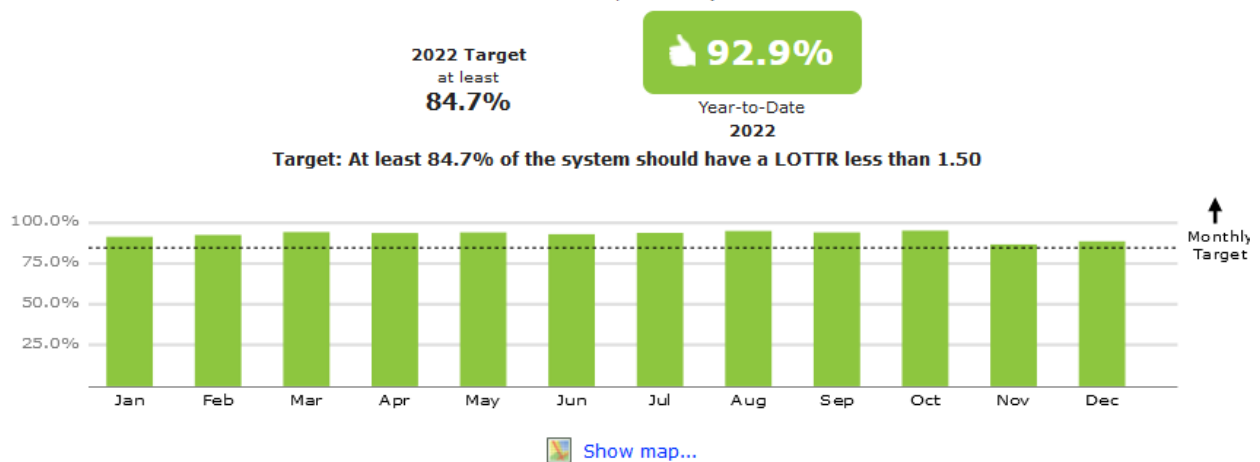 2022 Target
at least
84.7%
92.9%
Year-to-Date
2022
Target: At least 84.7% of the system should have a LOTTR less than 1.50
100.0%
75.0%
50.0%
25.0%
Monthly
Target
Jan Feb Mar Apr May Jun Jul Aug Sep Oct Nov Dec
Show map...